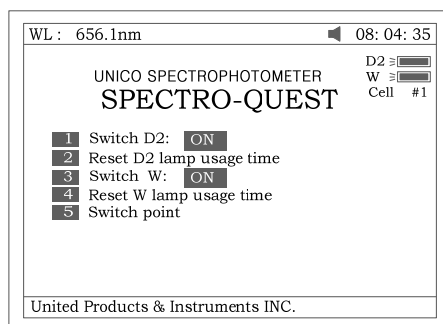 WL : 656.1nm 08: 04: 35
D2
W
Cell #1
UNICO SPECTROPHOTOMETER
SPECTRO-QUEST
1 Switch D2: ON
2 Reset D2 lamp usage time
3 Switch W: ON
4 Reset W lamp usage time
5 Switch point
United Products & Instruments INC.